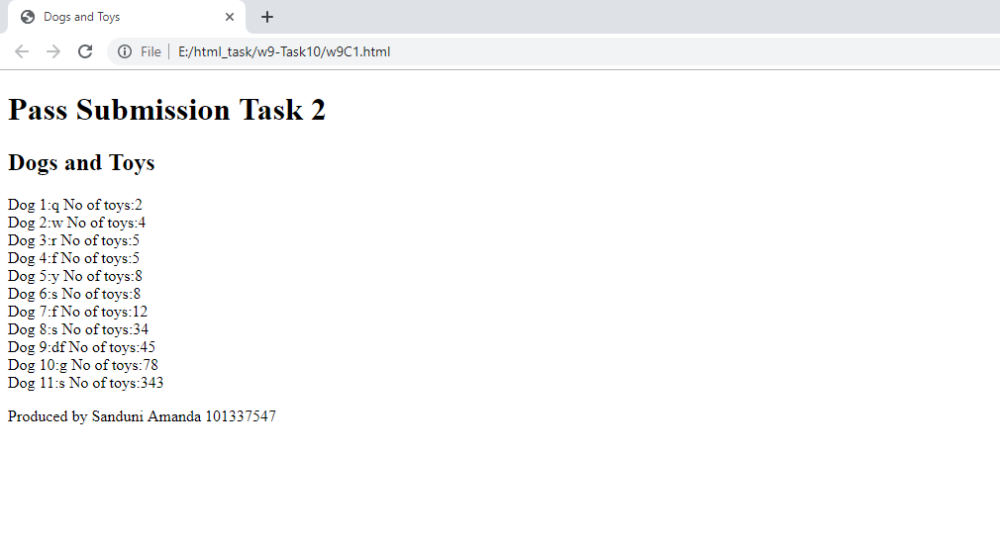 Dogs and Toys
File E:/html_task/w9-Task10/w9C1.html
Pass Submission Task 2
Dogs and Toys
Dog 1:q No of toys:2
Dog 2:w No of toys:4
Dog 3:r No of toys:5
Dog 4:f No of toys:5
Dog 5:y No of toys:8
Dog 6:s No of toys:8
Dog 7:f No of toys:12
Dog 8:s No of toys:34
Dog 9:df No of toys:45
Dog 10:g No of toys:78
Dog 11:s No of toys:343
Produced by Sanduni Amanda 101337547